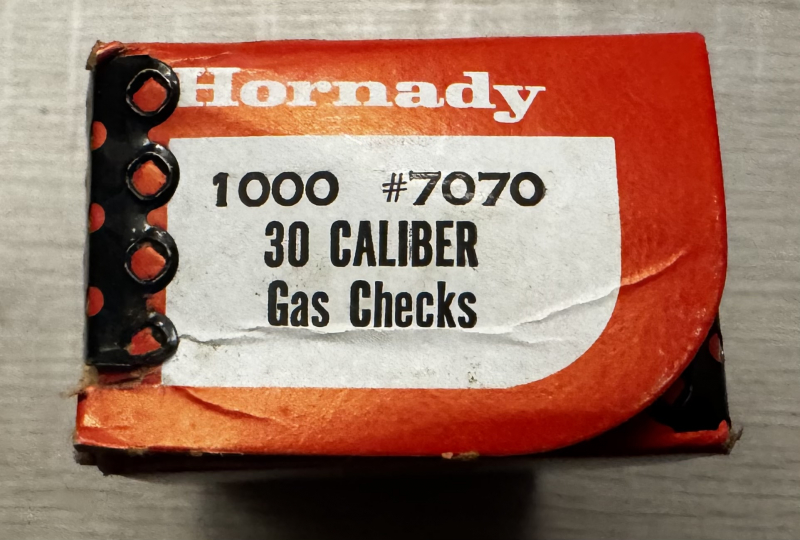 Hornady
1000 #7070
30 CALIBER
Gas Checks